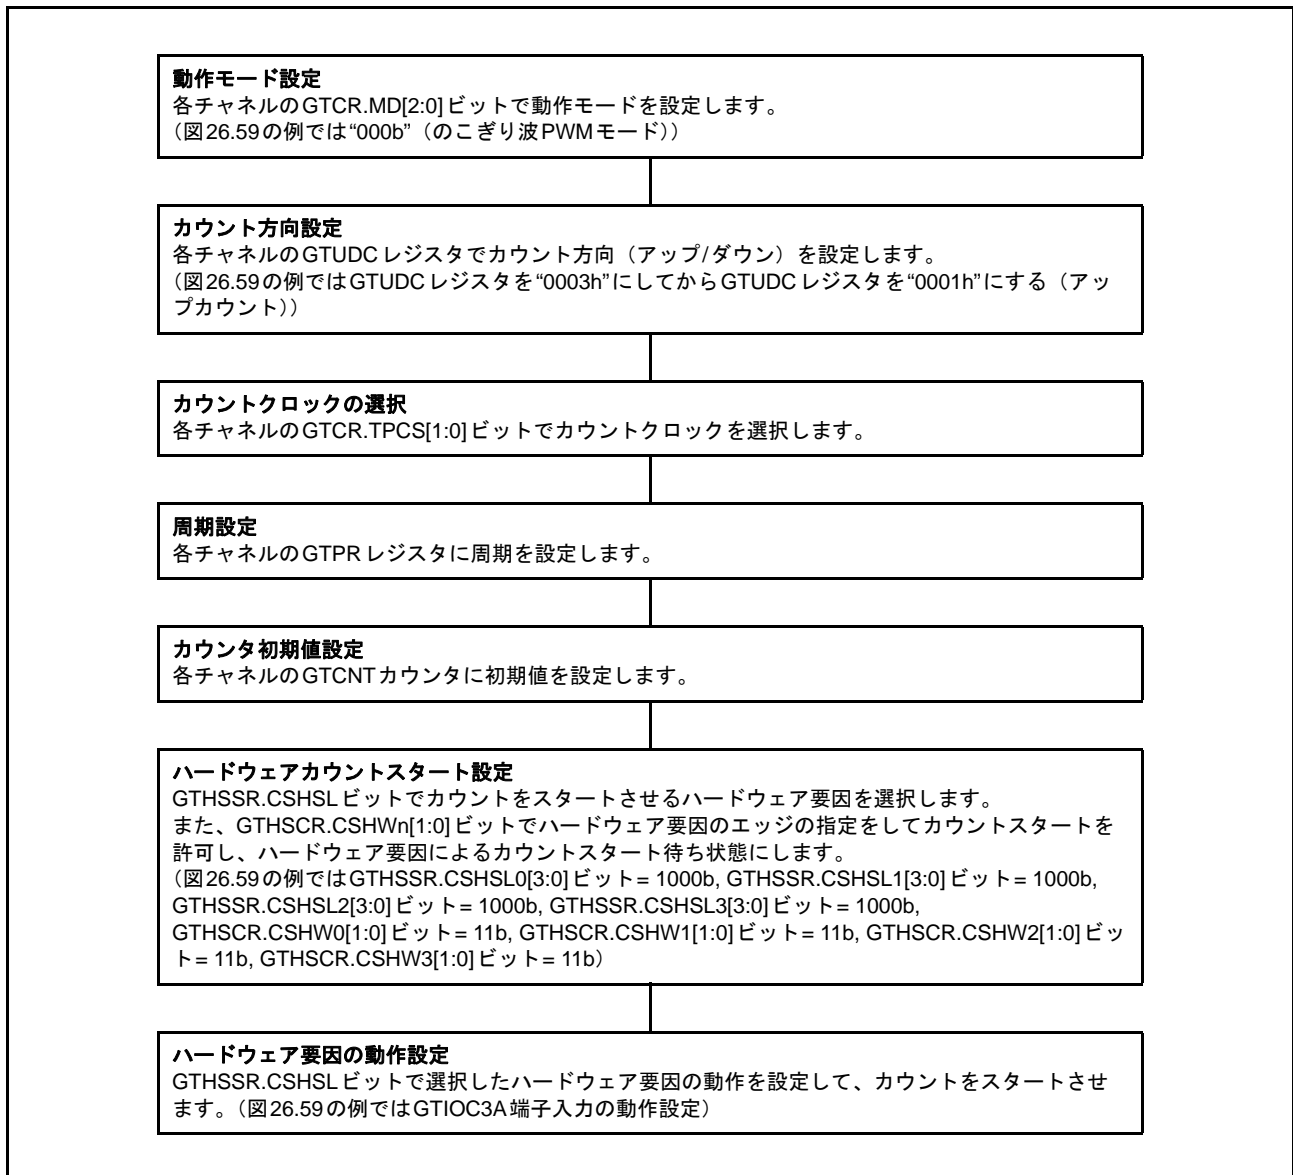 動作モード設定
各チャネルのGTCR.MD[2:0]ビットで動作モードを設定します。
（図26.59の例では“000b”（のこぎり波PWMモード））
カウント方向設定
各チャネルのGTUDCレジスタでカウント方向（アップ/ダウン）を設定します。
（図26.59の例ではGTUDCレジスタを“0003h”にしてからGTUDCレジスタを“0001h”にする（アッ
プカウント））
カウントクロックの選択
各チャネルのGTCR.TPCS[1:0]ビットでカウントクロックを選択します。
周期設定
各チャネルのGTPRレジスタに周期を設定します。
カウンタ初期値設定
各チャネルのGTCNTカウンタに初期値を設定します。
ハードウェアカウントスタート設定
GTHSSR.CSHSLビットでカウントをスタートさせるハードウェア要因を選択します。
また、GTHSCR.CSHWn[1:0]ビットでハードウェア要因のエッジの指定をしてカウントスタートを
許可し、ハードウェア要因によるカウントスタート待ち状態にします。
（図26.59の例ではGTHSSR.CSHSL0[3:0]ビット= 1000b, GTHSSR.CSHSL1[3:0]ビット= 1000b,
GTHSSR.CSHSL2[3:0]ビット= 1000b, GTHSSR.CSHSL3[3:0]ビット= 1000b,
GTHSCR.CSHW0[1:0]ビット= 11b, GTHSCR.CSHW1[1:0]ビット= 11b, GTHSCR.CSHW2[1:0]ビッ
ト= 11b, GTHSCR.CSHW3[1:0]ビット= 11b）
ハードウェア要因の動作設定
GTHSSR.CSHSLビットで選択したハードウェア要因の動作を設定して、カウントをスタートさせ
ます。（図26.59の例ではGTIOC3A端子入力の動作設定）